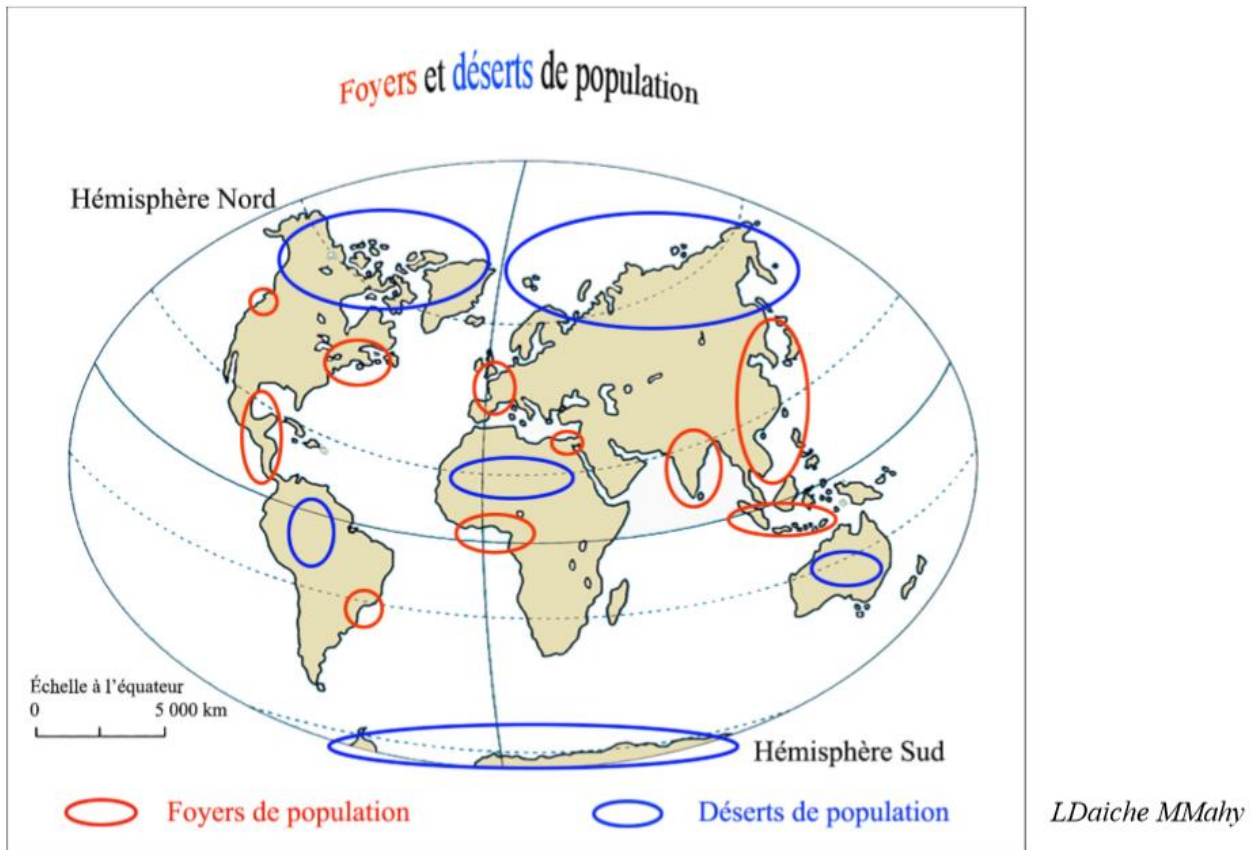 Foyers et déserts de population
Hémisphère Nord
Échelle à l'équateur
0 5 000 km
Hémisphère Sud
Foyers de population
Déserts de population
LDaiche MMahy